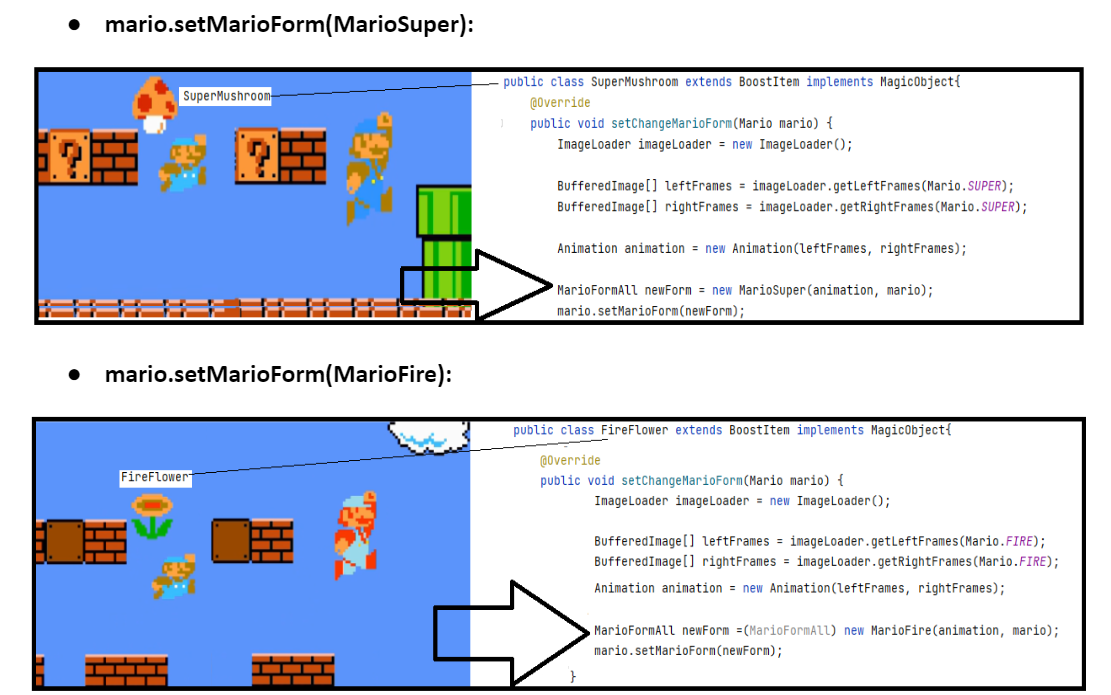 ● mario.setMarioForm(MarioSuper):
SuperMushroom
public class SuperMushroom extends BoostItem implements MagicObject{
@Override
public void setChangeMarioForm(Mario mario) {
ImageLoader imageLoader = new ImageLoader();
BufferedImage[] leftFrames = imageLoader.getLeftFrames(Mario.SUPER);
BufferedImage[] rightFrames = imageLoader.getRightFrames(Mario.SUPER);
Animation animation = new Animation(leftFrames, rightFrames);
MarioFormAll newForm = new MarioSuper(animation, mario);
mario.setMarioForm(newForm);
● mario.setMarioForm(MarioFire):
FireFlower
public class FireFlower extends BoostItem implements MagicObject{
@Override
public void setChangeMarioForm(Mario mario) {
ImageLoader imageLoader = new ImageLoader();
BufferedImage[] leftFrames = imageLoader.getLeftFrames(Mario.FIRE);
BufferedImage[] rightFrames = imageLoader.getRightFrames(Mario.FIRE);
Animation animation = new Animation(leftFrames, rightFrames);
MarioFormAll newForm =(MarioFormAll) new MarioFire(animation, mario);
mario.setMarioForm(newForm);
}